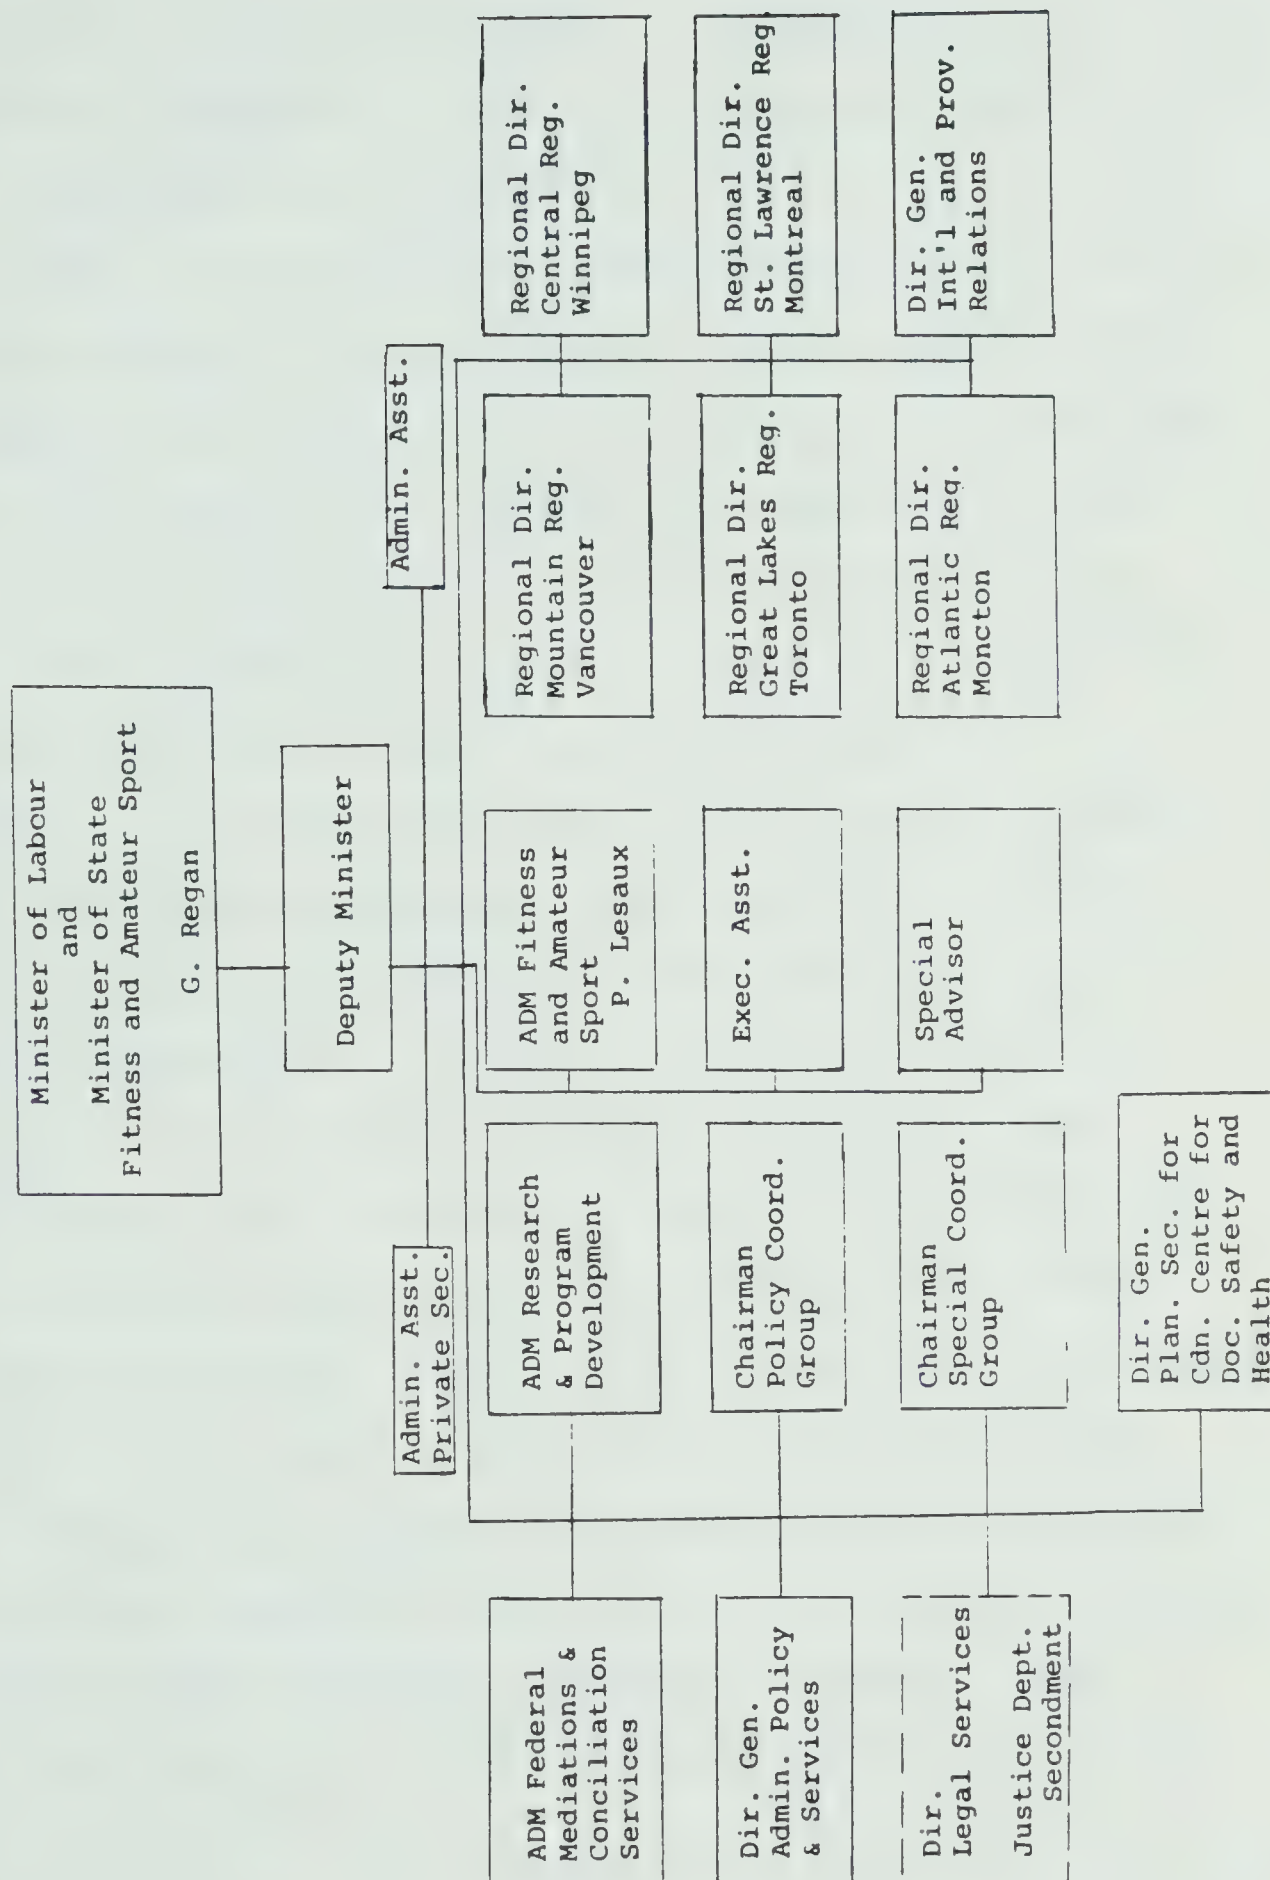 Minister of Labour
and
Minister of State
Fitness and Amateur Sport
G. Regan
Deputy Minister
Admin. Asst.
Private Sec.
Admin. Asst.
ADM Federal
Mediations &
Conciliation
Services
ADM Research
& Program
Development
ADM Fitness
and Amateur
Sport
P. Lesaux
Regional Dir.
Mountain Reg.
Vancouver
Regional Dir.
Central Reg.
Winnipeg
Dir. Gen.
Admin. Policy
& Services
Chairman
Policy Coord.
Group
Exec. Asst.
Regional Dir.
Great Lakes Reg.
Toronto
Regional Dir.
St. Lawrence Reg
Montreal
Dir.
Legal Services
Justice Dept.
Secondment
Chairman
Special Coord.
Group
Special
Advisor
Regional Dir.
Atlantic Reg.
Moncton
Dir. Gen.
Int'l and Prov.
Relations
Dir. Gen.
Plan. Sec. for
Cdn. Centre for
Doc. Safety and
Health